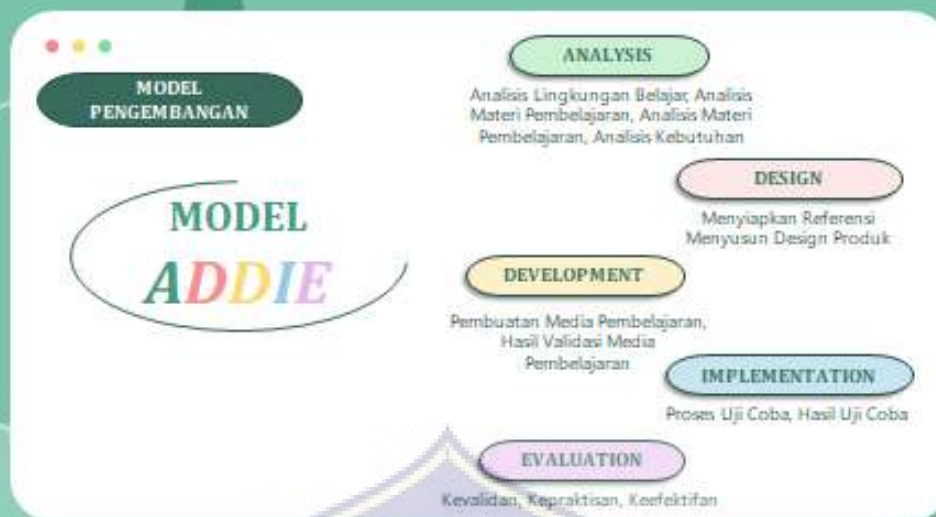 MODEL
PENGEMBANGAN
MODEL
ADDIE
ANALYSIS
Analisis Lingkungan Belajar, Analisis
Materi Pembelajaran, Analisis Materi
Pembelajaran, Analisis Kebutuhan
DESIGN
Menyiapkan Referensi
Menyusun Design Produk
DEVELOPMENT
Pembuatan Media Pembelajaran,
Hasil Validasi Media
Pembelajaran
IMPLEMENTATION
Proses Uji Coba, Hasil Uji Coba
EVALUATION
Kevalidan, Kepraktisan, Keefektifan